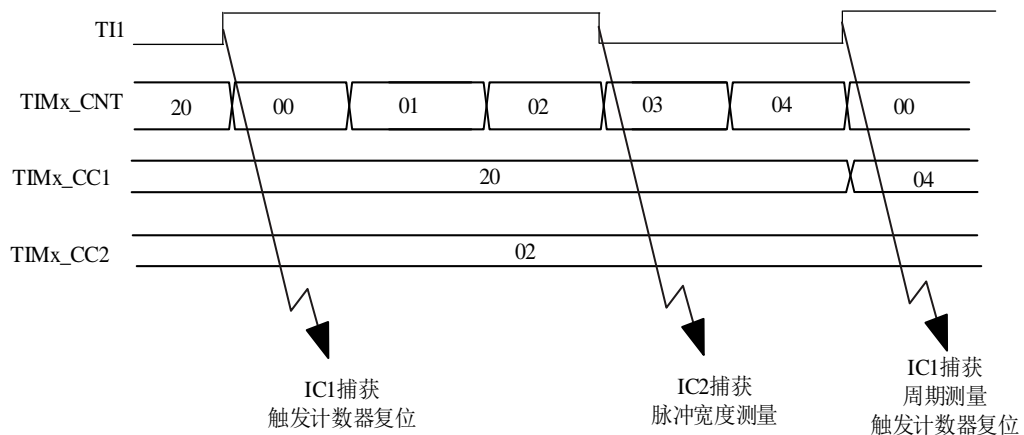 TI1
TIMx_CNT 20 00 01 02 03 04 00
TIMx_CC1 20 04
TIMx_CC2 02
IC1捕获
触发计数器复位
IC2捕获
脉冲宽度测量
IC1捕获
周期测量
触发计数器复位